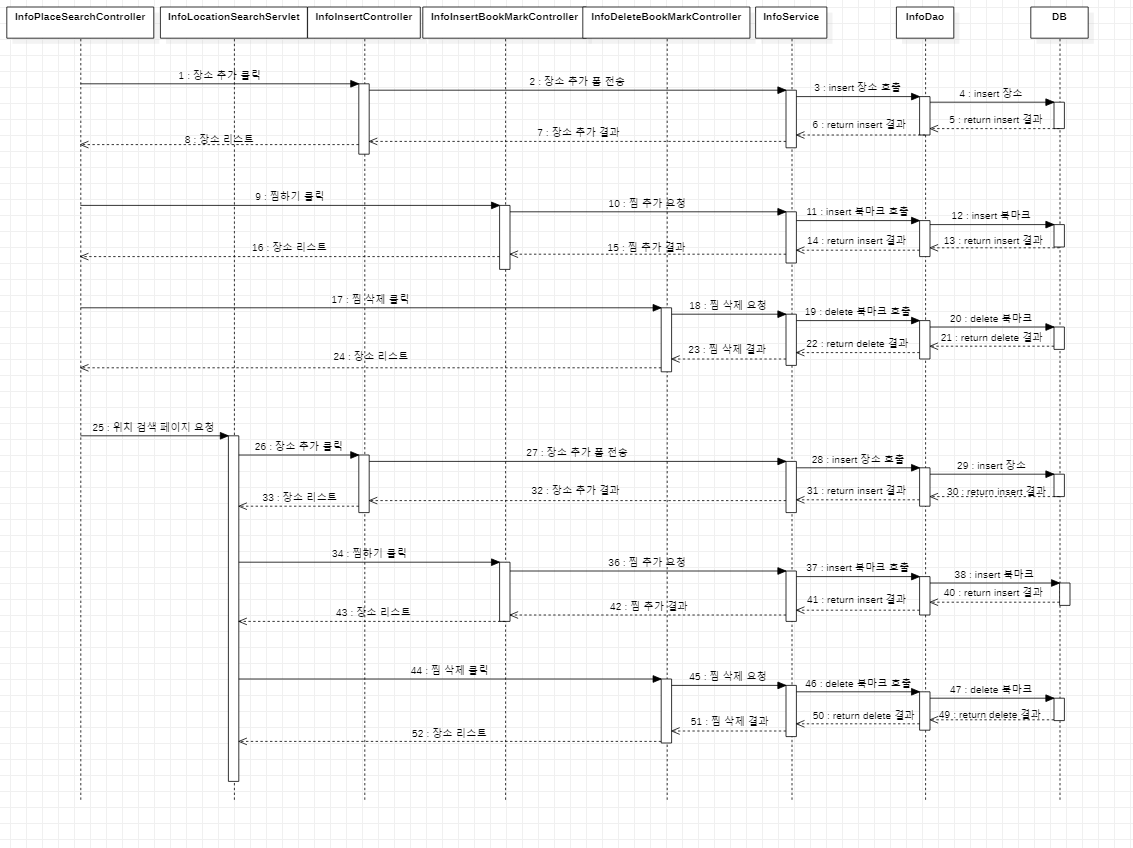 InfoPlaceSearchController
InfoLocationSearchServlet
InfoInsertController
InfoInsertBookMarkController
InfoDeleteBookMarkController
InfoService
InfoDao
DB
1 : 장소 추가 클릭
2 : 장소 추가 폼 전송
3 : insert 장소 호출
4 : insert 장소
5 : return insert 결과
6 : return insert 결과
7 : 장소 추가 결과
8 : 장소 리스트
9 : 찜하기 클릭
10 : 찜 추가 요청
11 : insert 북마크 호출
12 : insert 북마크
13 : return insert 결과
14 : return insert 결과
15 : 찜 추가 결과
16 : 장소 리스트
17 : 찜 삭제 클릭
18 : 찜 삭제 요청
19 : delete 북마크 호출
20 : delete 북마크
21 : return delete 결과
22 : return delete 결과
23 : 찜 삭제 결과
24 : 장소 리스트
25 : 위치 검색 페이지 요청
26 : 장소 추가 클릭
27 : 장소 추가 폼 전송
28 : insert 장소 호출
29 : insert 장소
30 : return insert 결과
31 : return insert 결과
32 : 장소 추가 결과
33 : 장소 리스트
34 : 찜하기 클릭
36 : 찜 추가 요청
37 : insert 북마크 호출
38 : insert 북마크
40 : return insert 결과
41 : return insert 결과
42 : 찜 추가 결과
43 : 장소 리스트
44 : 찜 삭제 클릭
45 : 찜 삭제 요청
46 : delete 북마크 호출
47 : delete 북마크
49 : return delete 결과
50 : return delete 결과
51 : 찜 삭제 결과
52 : 장소 리스트